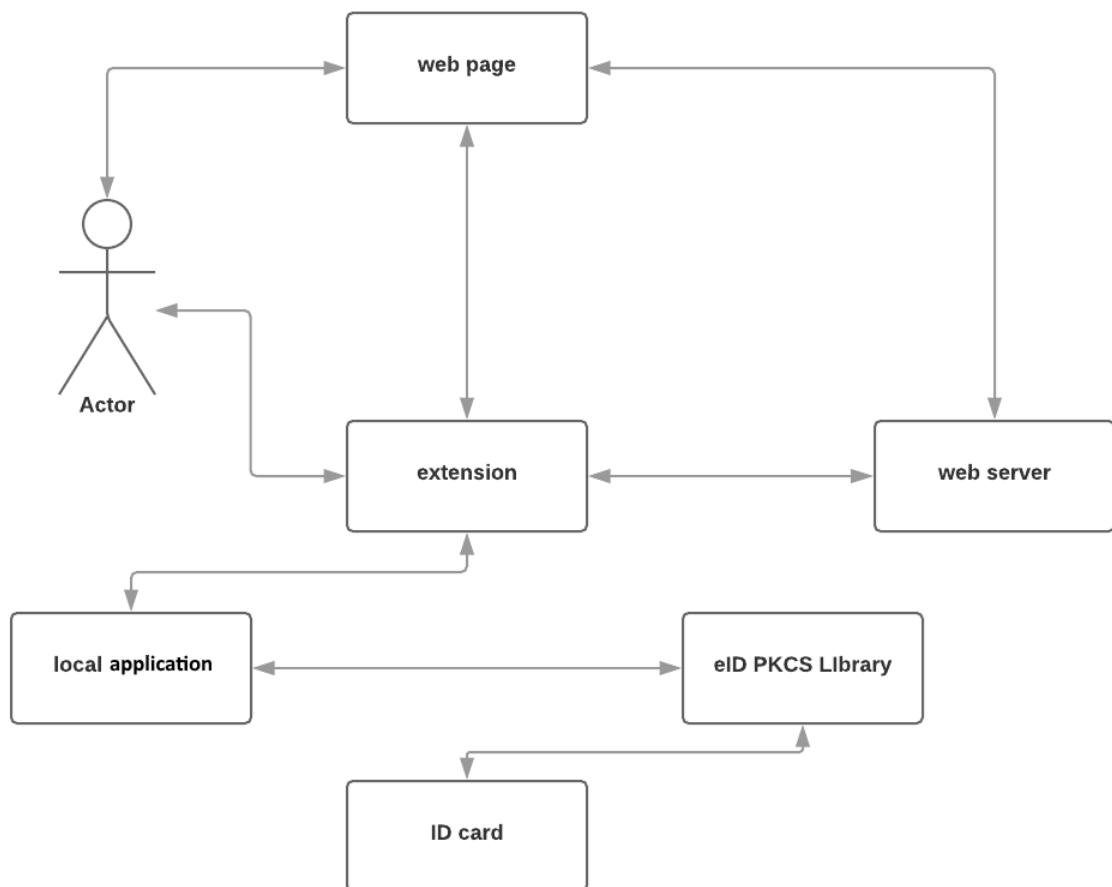 web page
Actor
extension
web server
local application
eID PKCS LIbrary
ID card